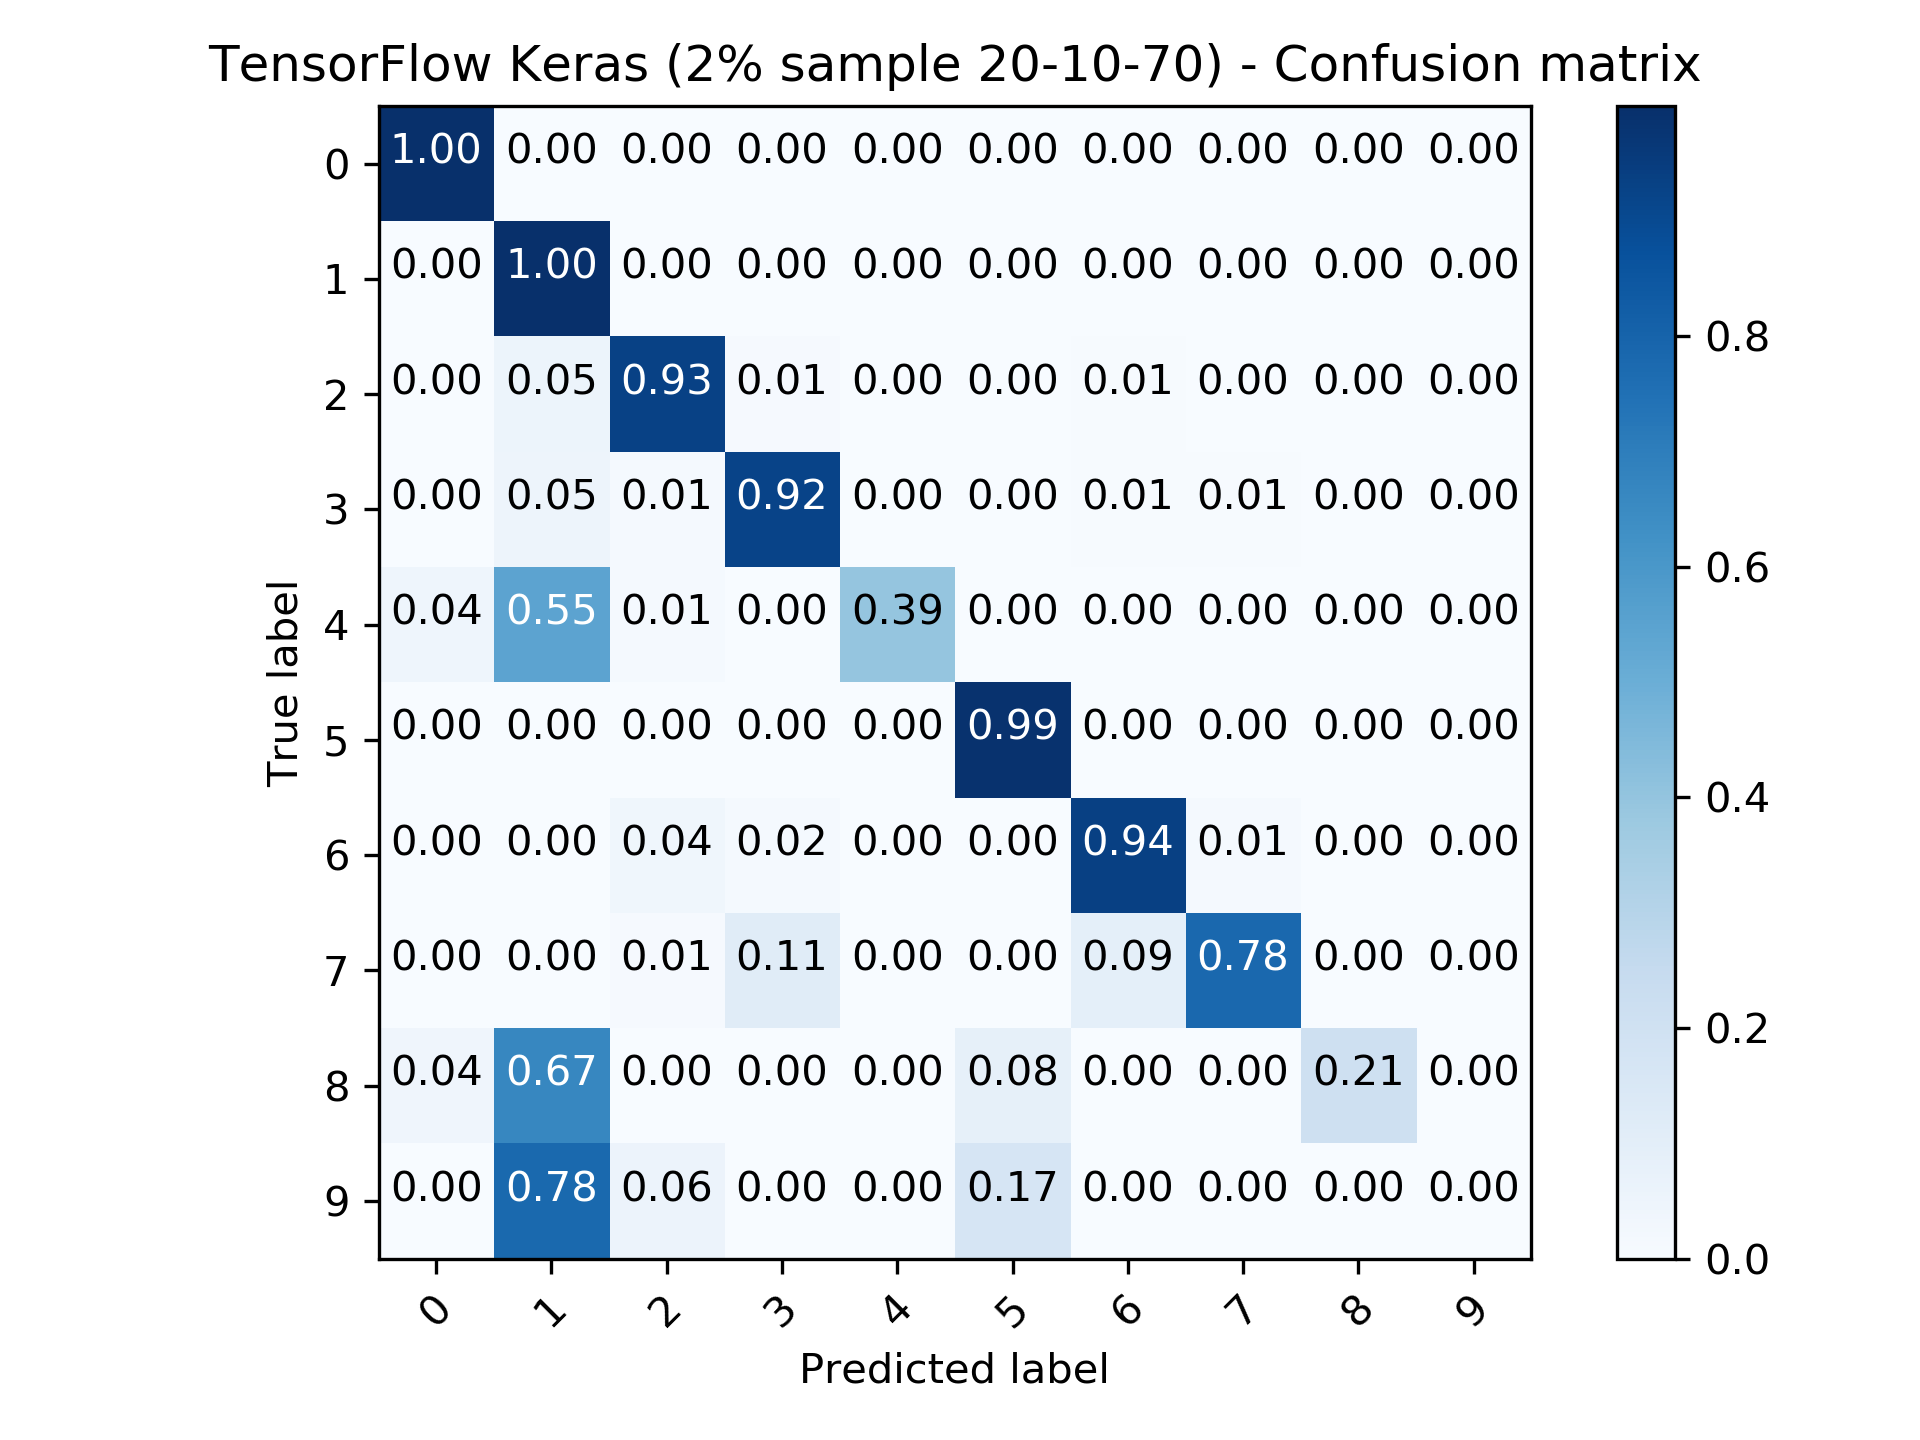 TensorFlow Keras (2% sample 20-10-70) - Confusion matrix
0 1.00 0.00 0.00 0.00 0.00 0.00 0.00 0.00 0.00 0.00
1 0.00 1.00 0.00 0.00 0.00 0.00 0.00 0.00 0.00 0.00
2 0.00 0.05 0.93 0.01 0.00 0.00 0.01 0.00 0.00 0.00
3 0.00 0.05 0.01 0.92 0.00 0.00 0.01 0.01 0.00 0.00
4 0.04 0.55 0.01 0.00 0.39 0.00 0.00 0.00 0.00 0.00
5 0.00 0.00 0.00 0.00 0.00 0.99 0.00 0.00 0.00 0.00
6 0.00 0.00 0.04 0.02 0.00 0.00 0.94 0.01 0.00 0.00
7 0.00 0.00 0.01 0.11 0.00 0.00 0.09 0.78 0.00 0.00
8 0.04 0.67 0.00 0.00 0.00 0.08 0.00 0.00 0.21 0.00
9 0.00 0.78 0.06 0.00 0.00 0.17 0.00 0.00 0.00 0.00
0 1 2 3 4 5 6 7 8 9
Predicted label
True label
0.8
0.6
0.4
0.2
0.0